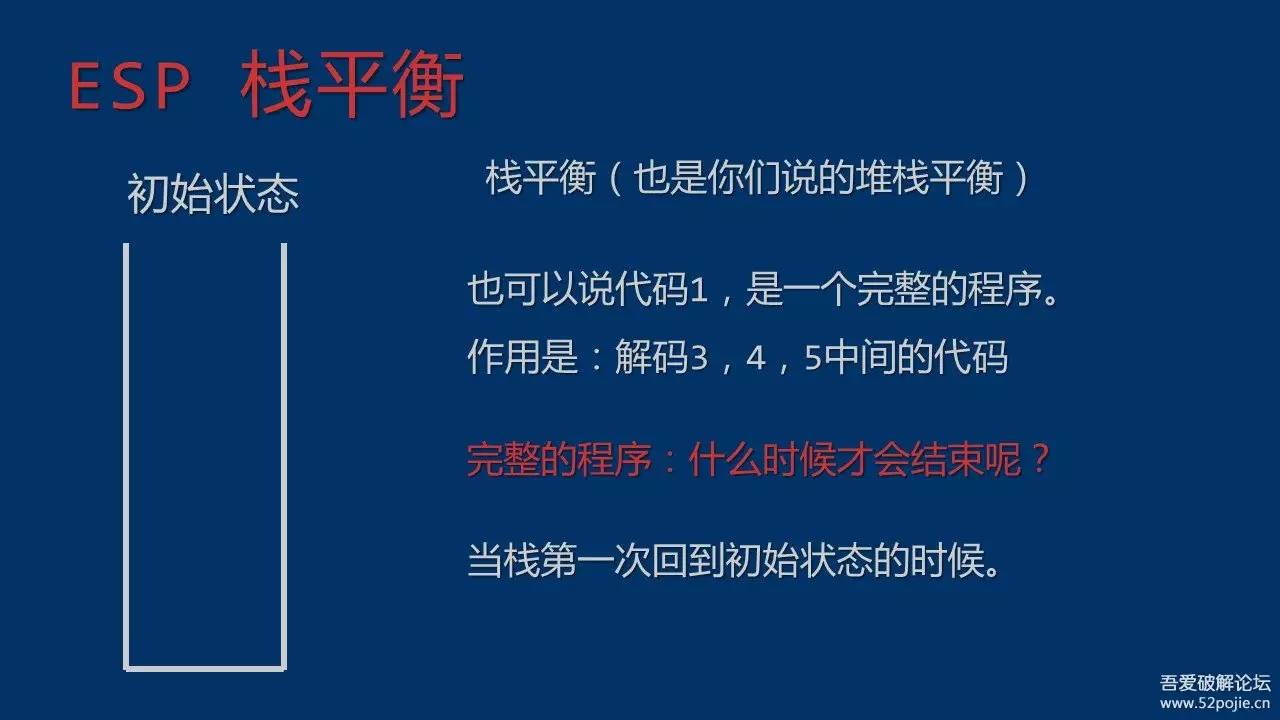 ESP 栈平衡
初始状态
栈平衡（也是你们说的堆栈平衡）
也可以说代码1，是一个完整的程序。
作用是：解码3，4，5中间的代码
完整的程序：什么时候才会结束呢？
当栈第一次回到初始状态的时候。
吾爱破解论坛
www.52pojie.cn